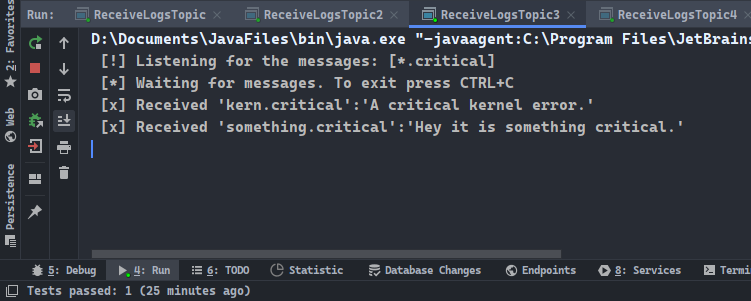 Run: ReceiveLogsTopic ReceiveLogsTopic2 ReceiveLogsTopic3 ReceiveLogsTopic4
D:\Documents\JavaFiles\bin\java.exe "-javaagent:C:\Program Files\JetBrains
[!] Listening for the messages: [*.critical]
[*] Waiting for messages. To exit press CTRL+C
[x] Received 'kern.critical':'A critical kernel error.'
[x] Received 'something.critical':'Hey it is something critical.'
2: Favorites
Web
Persistence
5: Debug 4: Run 6: TODO Statistic Database Changes Endpoints 8: Services Termi
Tests passed: 1 (25 minutes ago)